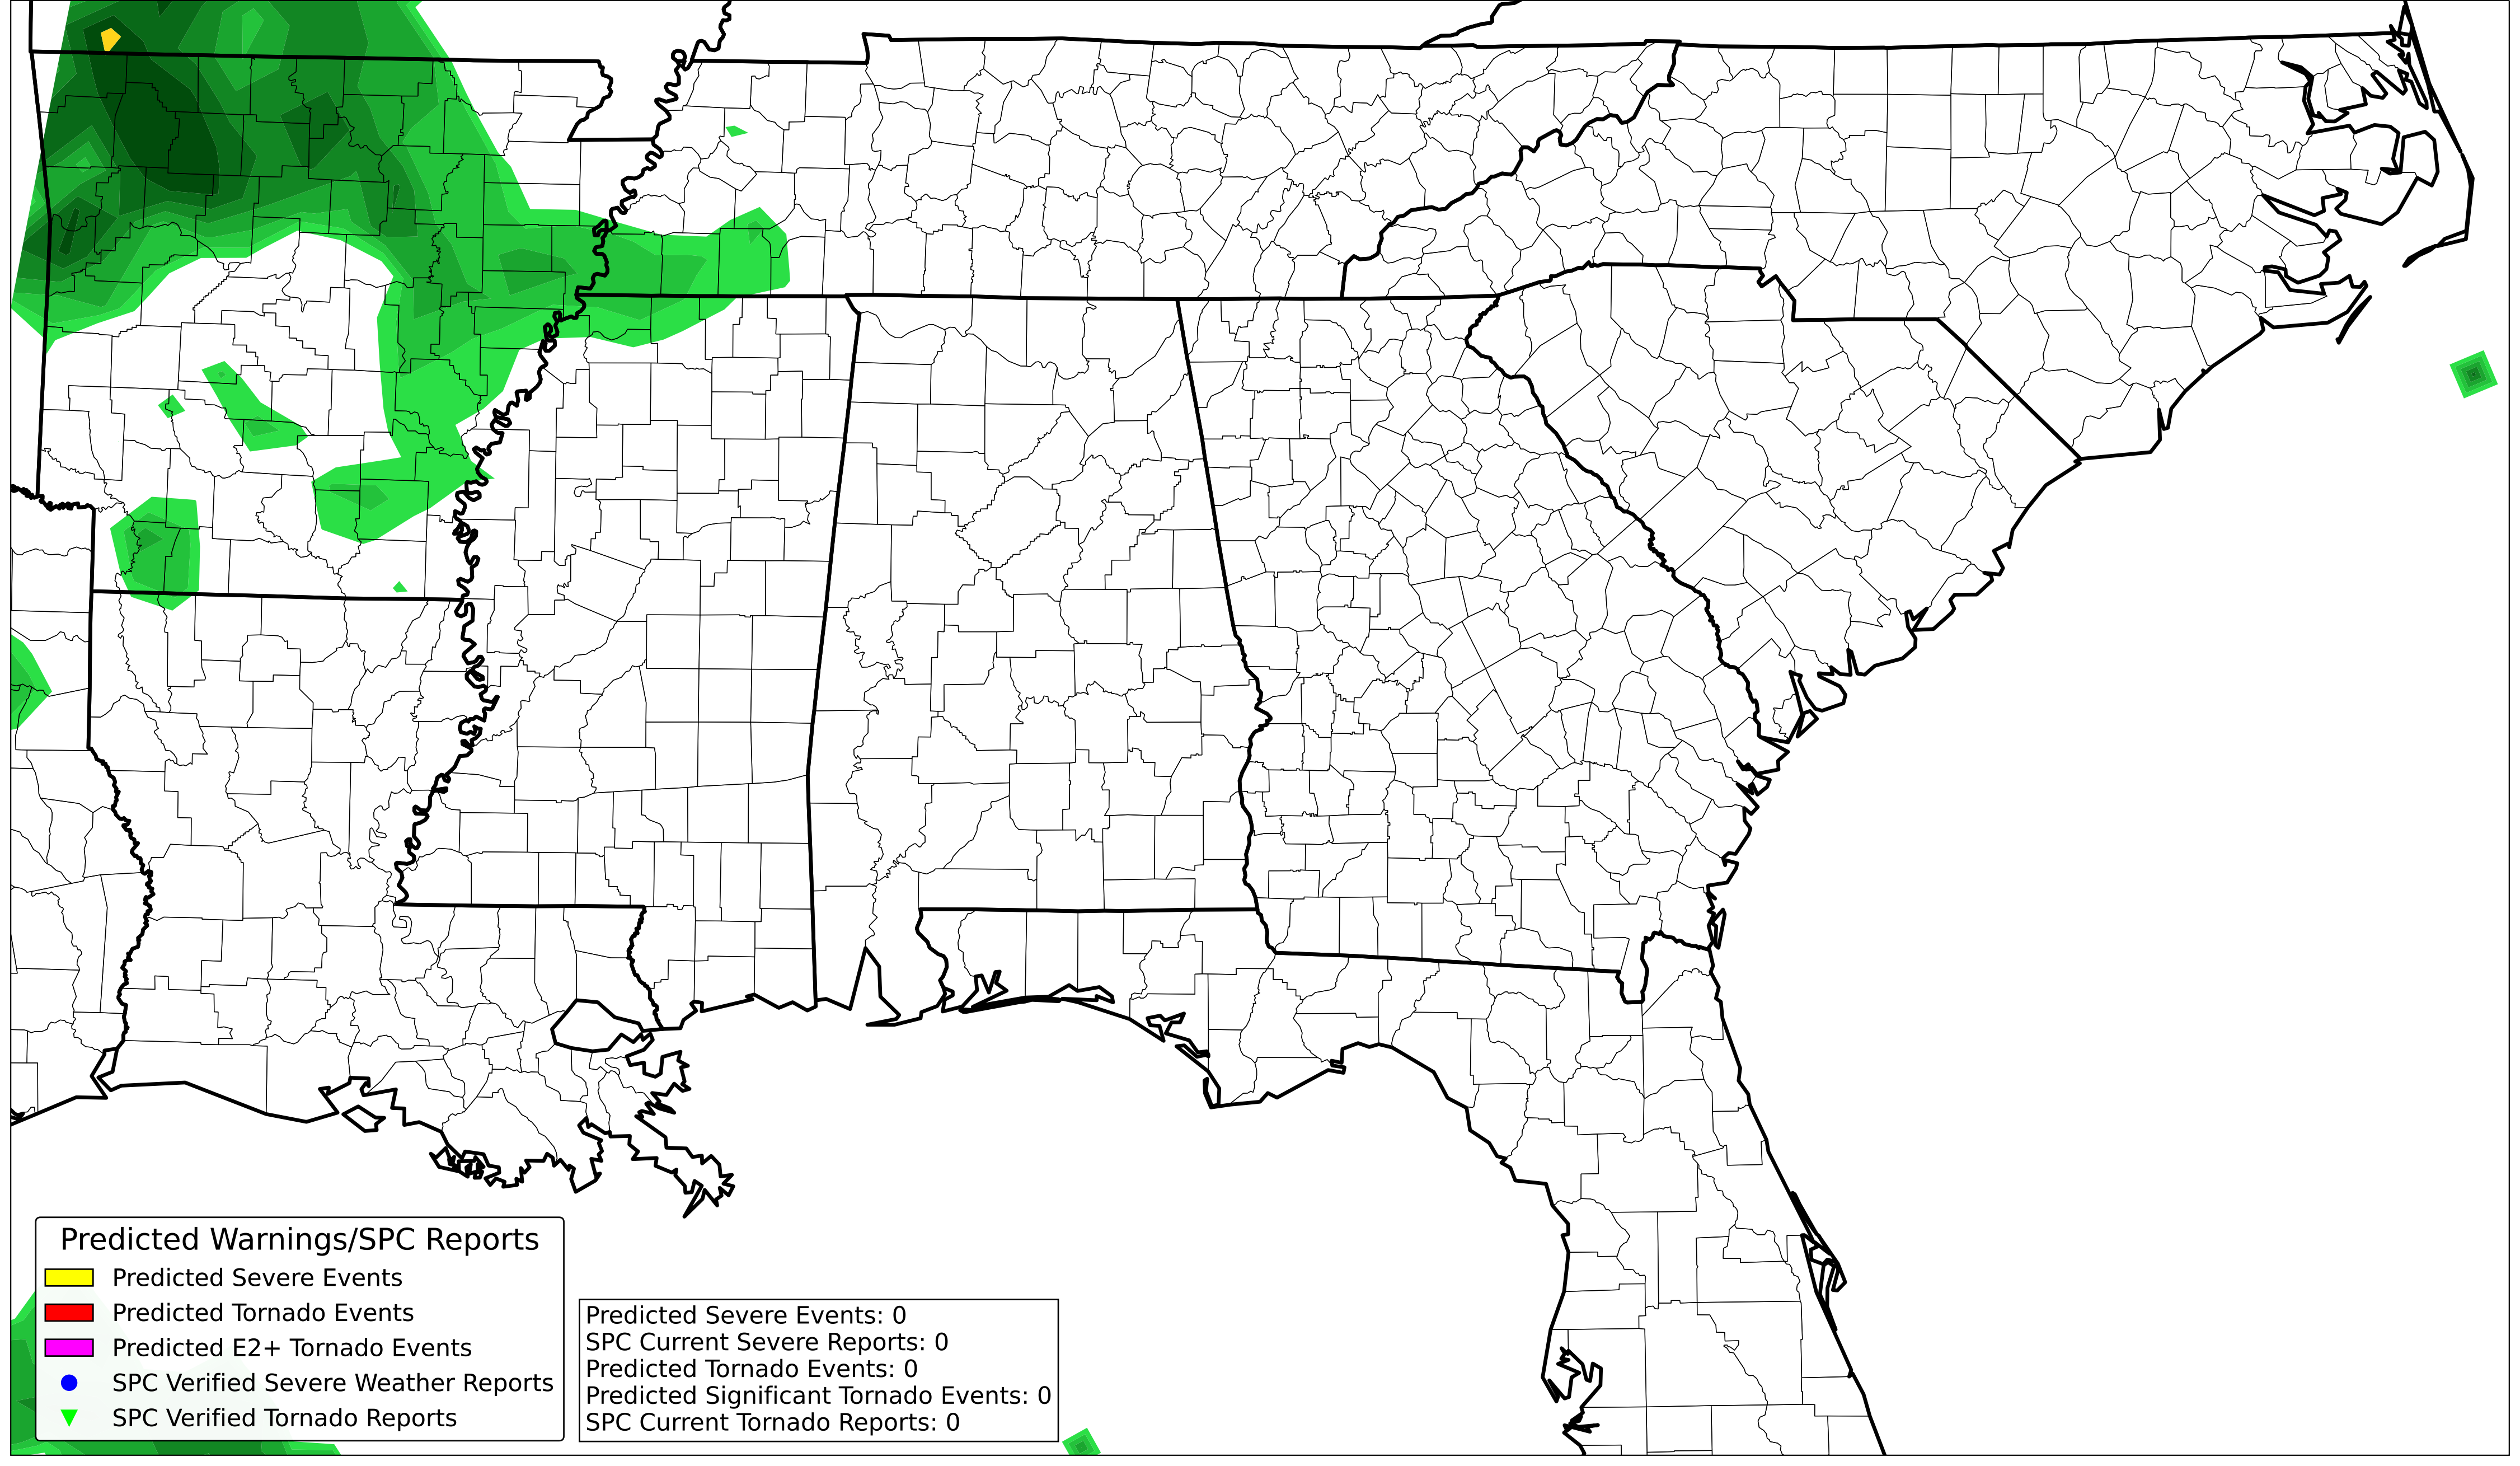 Predicted Warnings/SPC Reports
Predicted Severe Events
Predicted Tornado Events
Predicted E2+ Tornado Events
SPC Verified Severe Weather Reports
SPC Verified Tornado Reports
Predicted Severe Events: 0
SPC Current Severe Reports: 0
Predicted Tornado Events: 0
Predicted Significant Tornado Events: 0
SPC Current Tornado Reports: 0